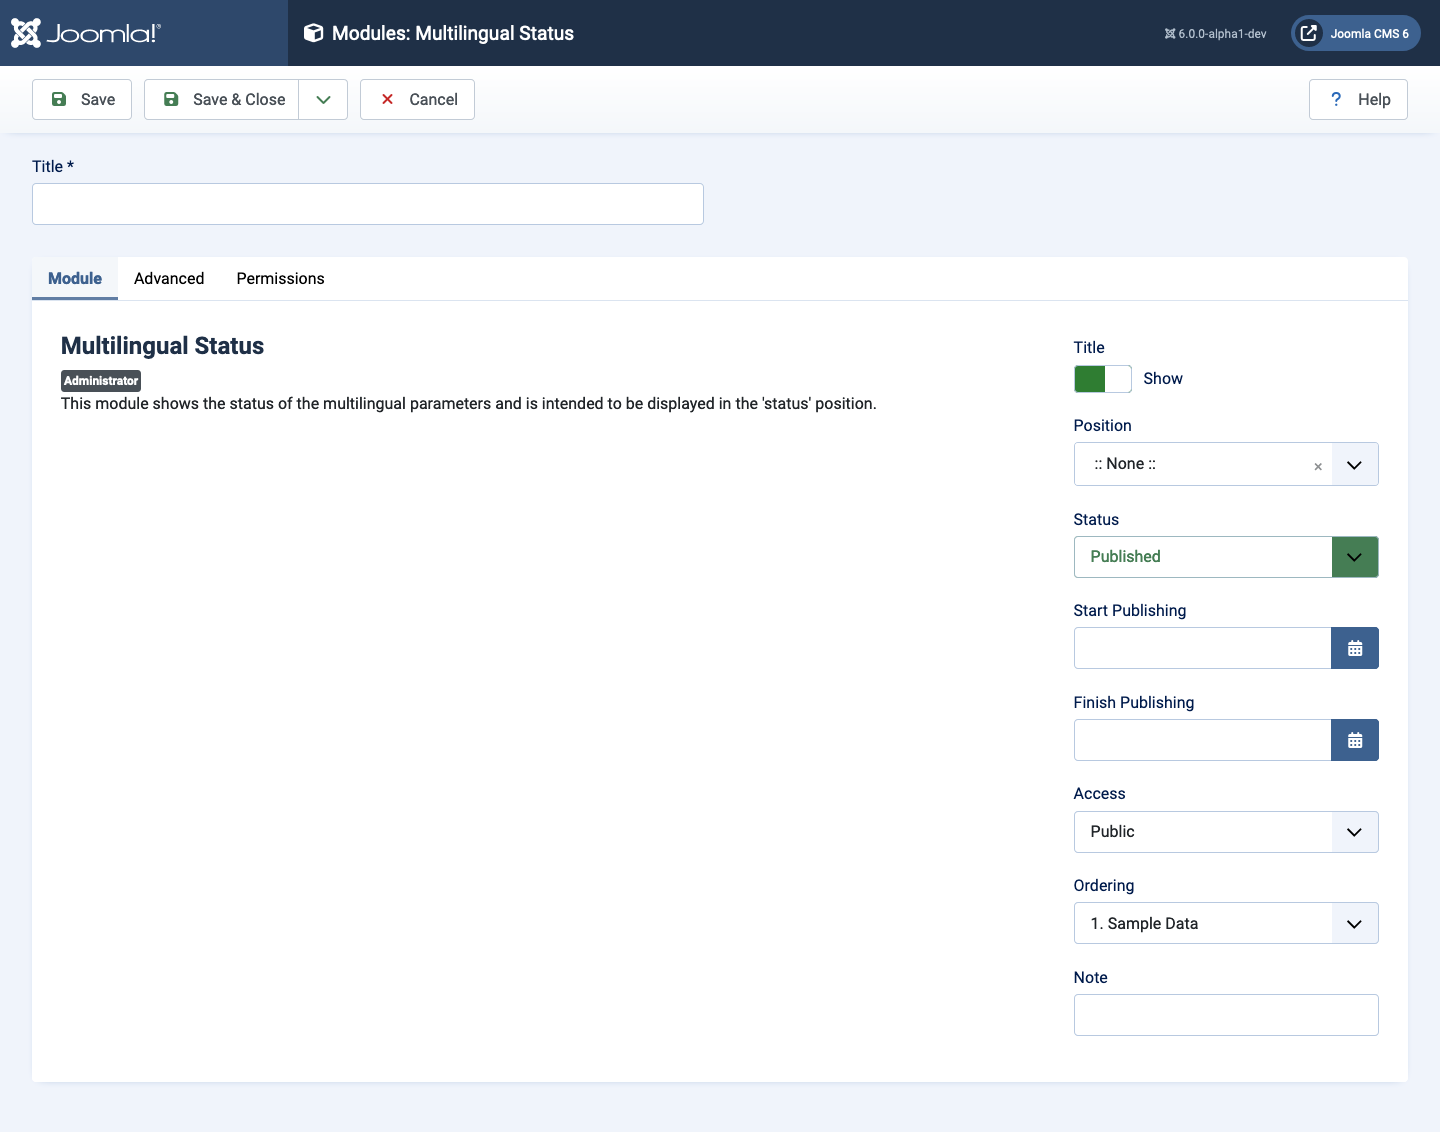 Joomla!®
Modules: Multilingual Status
6.0.0-alpha1-dev
Joomla CMS 6
Save
Save & Close
Cancel
? Help
Title *
Module
Advanced
Permissions
Multilingual Status
Administrator
This module shows the status of the multilingual parameters and is intended to be displayed in the 'status' position.
Title
Show
Position
:: None ::
×
Status
Published
Start Publishing
Finish Publishing
Access
Public
Ordering
1. Sample Data
Note